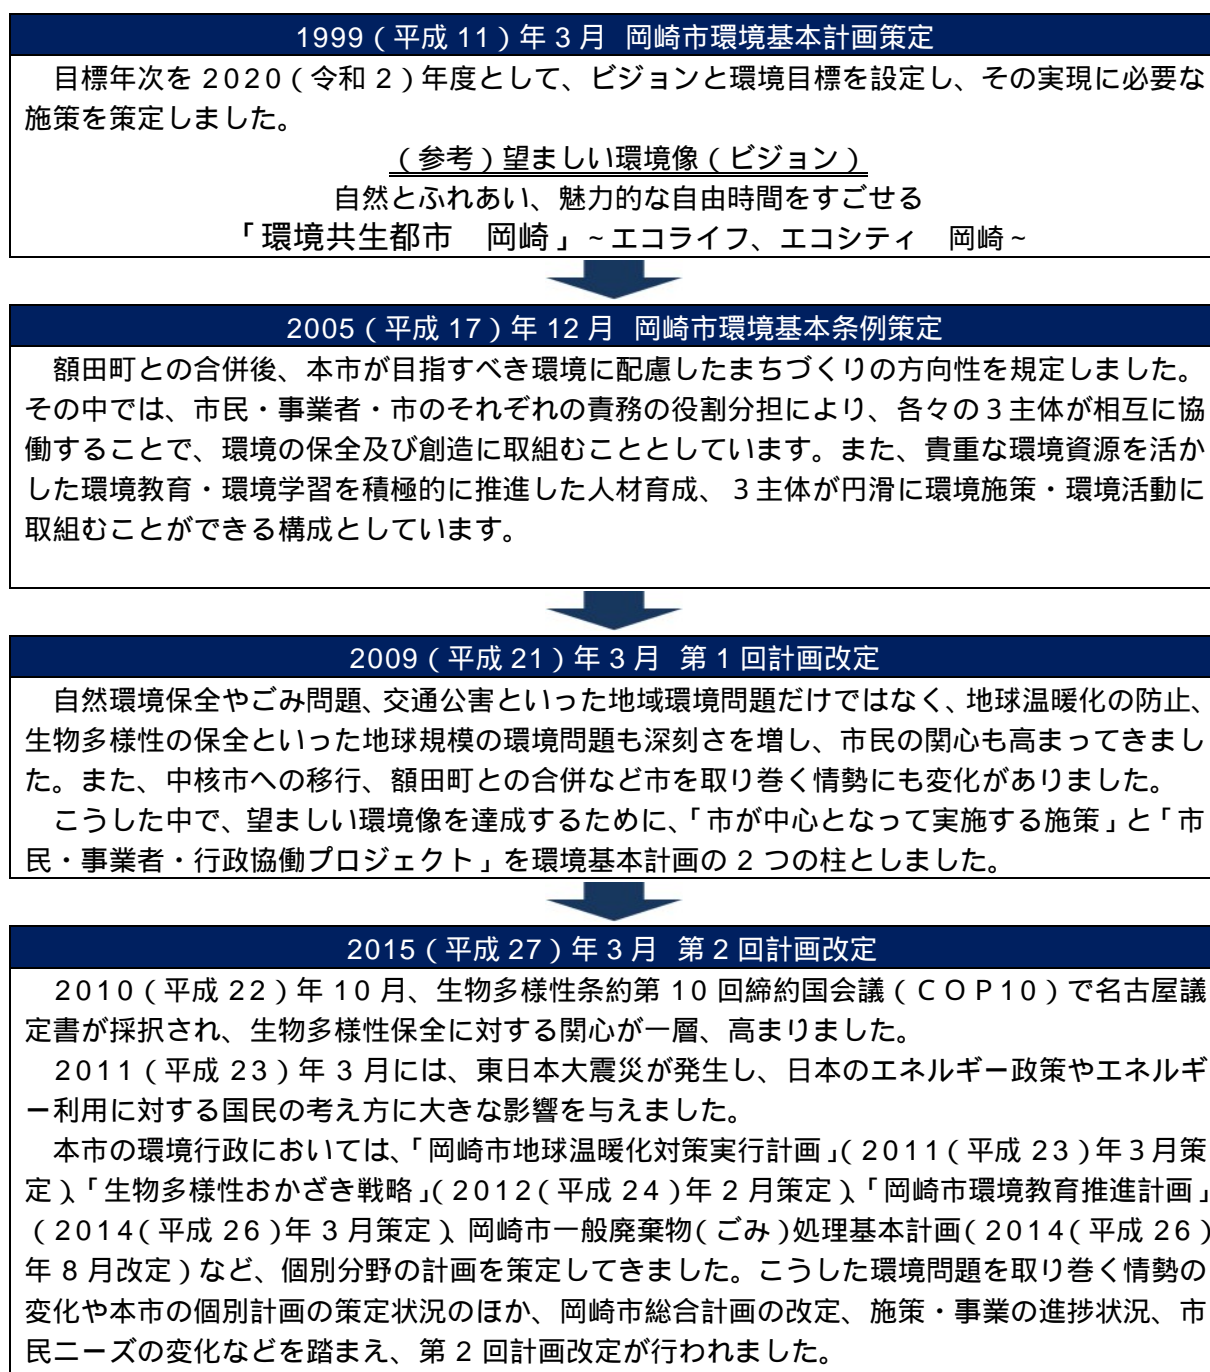 1999（平成 11）年 3 月  岡崎市環境基本計画策定
　目標年次を 2020（令和 2）年度として、ビジョンと環境目標を設定し、その実現に必要な
施策を策定しました。
（参考）望ましい環境像（ビジョン）
自然とふれあい、魅力的な自由時間をすごせる
「環境共生都市　岡崎」～エコライフ、エコシティ　岡崎～
2005（平成 17）年 12 月  岡崎市環境基本条例策定
　額田町との合併後、本市が目指すべき環境に配慮したまちづくりの方向性を規定しました。
その中では、市民・事業者・市のそれぞれの責務の役割分担により、各々の３主体が相互に協
働することで、環境の保全及び創造に取組むこととしています。また、貴重な環境資源を活か
した環境教育・環境学習を積極的に推進した人材育成、３主体が円滑に環境施策・環境活動に
取組むことができる構成としています。
2009（平成 21）年 3 月  第 1 回計画改定
　自然環境保全やごみ問題、交通公害といった地域環境問題だけではなく、地球温暖化の防止、
生物多様性の保全といった地球規模の環境問題も深刻さを増し、市民の関心も高まってきまし
た。また、中核市への移行、額田町との合併など市を取り巻く情勢にも変化がありました。
　こうした中で、望ましい環境像を達成するために、「市が中心となって実施する施策」と「市
民・事業者・行政協働プロジェクト」を環境基本計画の 2 つの柱としました。
2015（平成 27）年 3 月  第 2 回計画改定
　2010（平成 22）年 10 月、生物多様性条約第 10 回締約国会議（ＣＯＰ10）で名古屋議
定書が採択され、生物多様性保全に対する関心が一層、高まりました。
　2011（平成 23）年 3 月には、東日本大震災が発生し、日本のエネルギー政策やエネルギ
ー利用に対する国民の考え方に大きな影響を与えました。
　本市の環境行政においては、「岡崎市地球温暖化対策実行計画」（2011（平成 23）年３月策
定）、「生物多様性おかざき戦略」（2012（平成 24）年 2 月策定）、「岡崎市環境教育推進計画」
（2014（平成 26）年 3 月策定）、岡崎市一般廃棄物（ごみ）処理基本計画（2014（平成 26）
年 8 月改定）など、個別分野の計画を策定してきました。こうした環境問題を取り巻く情勢の
変化や本市の個別計画の策定状況のほか、岡崎市総合計画の改定、施策・事業の進捗状況、市
民ニーズの変化などを踏まえ、第 2 回計画改定が行われました。